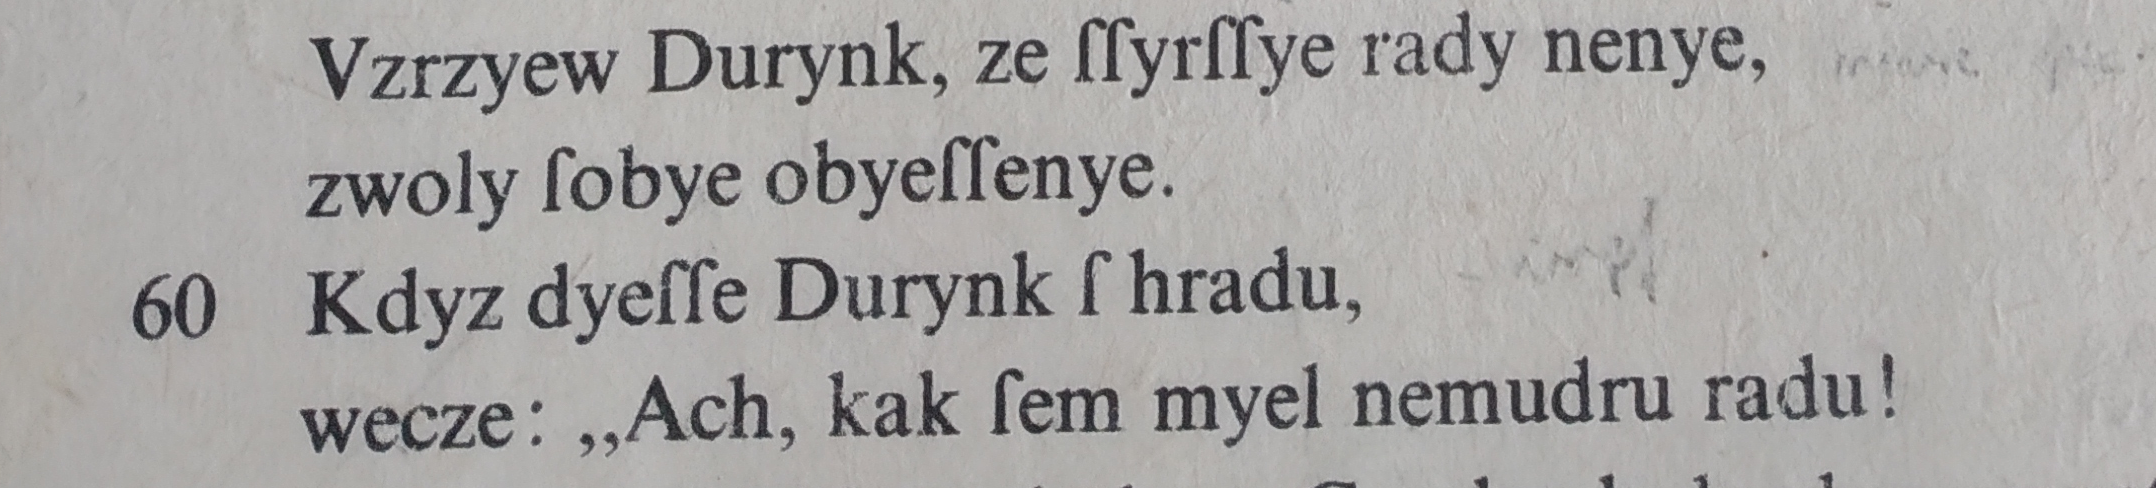 Vzrzyew Durynk, ze ſſyrſſye rady nenye,
zwoly ſobye obyeſſenye.
60 Kdyz dyeſſe Durynk ſ hradu,
wecze: „Ach, kak ſem myel nemudru radu!